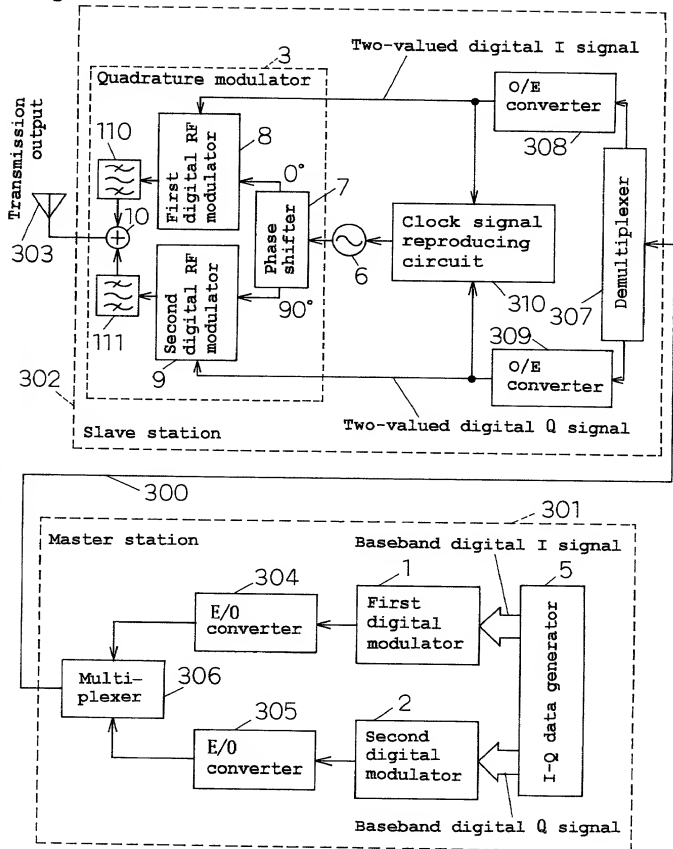 Two-valued digital I signal
3
Quadrature modulator
O/E
converter
308
Transmission
output
303
110
First
digital RF
modulator
8
0°
7
10
Phase
shifter
6
Clock signal
reproducing
circuit
310
307
Demultiplexer
111
Second
digital RF
modulator
9
90°
309
O/E
converter
302
Slave station
Two-valued digital Q signal
300
301
Master station
Baseband digital I signal
304
E/O
converter
1
First
digital
modulator
5
I-Q data generator
Multi-
plexer
306
305
E/O
converter
2
Second
digital
modulator
Baseband digital Q signal